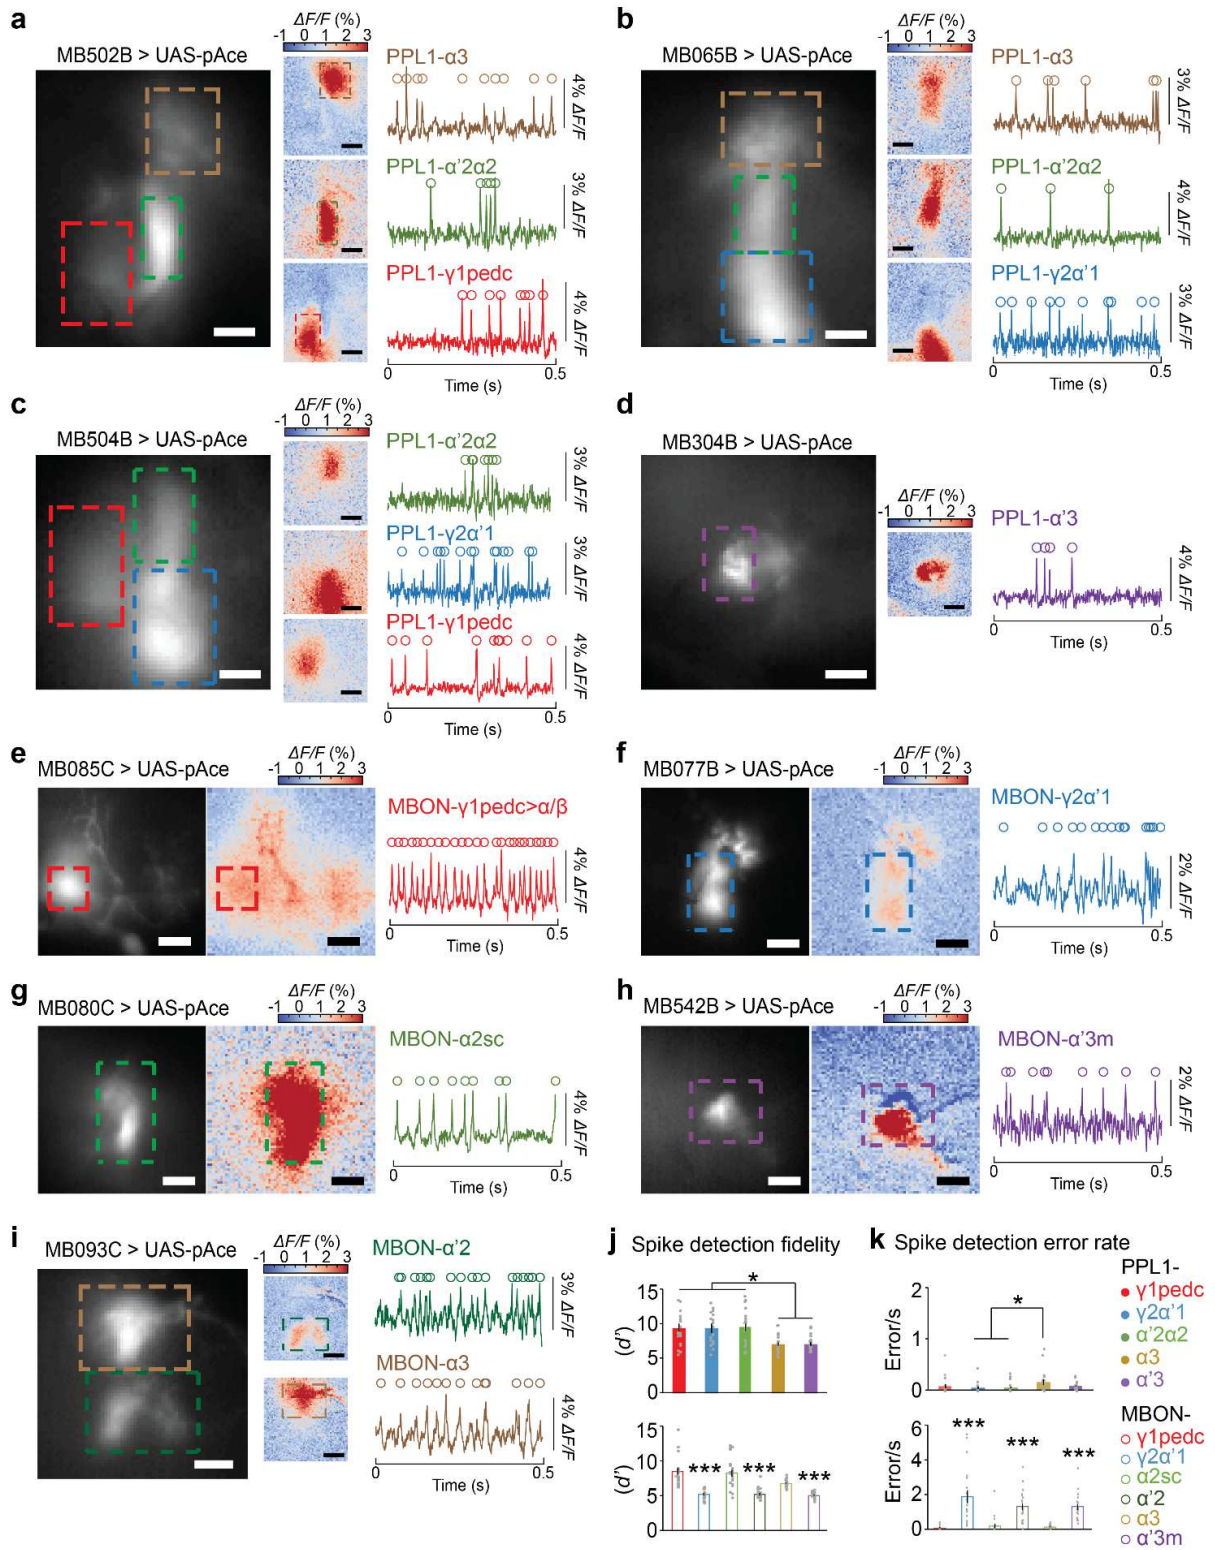 a
MB502B > UAS-pAce
ΔF/F (%)
-1 0 1 2 3
PPL1-α3
4% ΔF/F
PPL1-α'2α2
3% ΔF/F
PPL1-γ1pedc
4% ΔF/F
0 0.5
Time (s)
b
MB065B > UAS-pAce
ΔF/F (%)
-1 0 1 2 3
PPL1-α3
3% ΔF/F
PPL1-α'2α2
4% ΔF/F
PPL1-γ2α'1
3% ΔF/F
0 0.5
Time (s)
c
MB504B > UAS-pAce
ΔF/F (%)
-1 0 1 2 3
PPL1-α'2α2
3% ΔF/F
PPL1-γ2α'1
3% ΔF/F
PPL1-γ1pedc
4% ΔF/F
0 0.5
Time (s)
d
MB304B > UAS-pAce
ΔF/F (%)
-1 0 1 2 3
PPL1-α'3
4% ΔF/F
0 0.5
Time (s)
e
MB085C > UAS-pAce
ΔF/F (%)
-1 0 1 2 3
MBON-γ1pedc>α/β
4% ΔF/F
0 0.5
Time (s)
f
MB077B > UAS-pAce
ΔF/F (%)
-1 0 1 2 3
MBON-γ2α'1
2% ΔF/F
0 0.5
Time (s)
g
MB080C > UAS-pAce
ΔF/F (%)
-1 0 1 2 3
MBON-α2sc
4% ΔF/F
0 0.5
Time (s)
h
MB542B > UAS-pAce
ΔF/F (%)
-1 0 1 2 3
MBON-α'3m
2% ΔF/F
0 0.5
Time (s)
i
MB093C > UAS-pAce
ΔF/F (%)
-1 0 1 2 3
MBON-α'2
3% ΔF/F
MBON-α3
4% ΔF/F
0 0.5
Time (s)
j Spike detection fidelity
*
(d')
15
10
5
0
*** *** ***
(d')
15
10
5
0
k Spike detection error rate
*
Error/s
2
1
0
*** *** ***
Error/s
6
4
2
0
PPL1-
γ1pedc
γ2α'1
α'2α2
α3
α'3
MBON-
γ1pedc
γ2α'1
α2sc
α'2
α3
α'3m